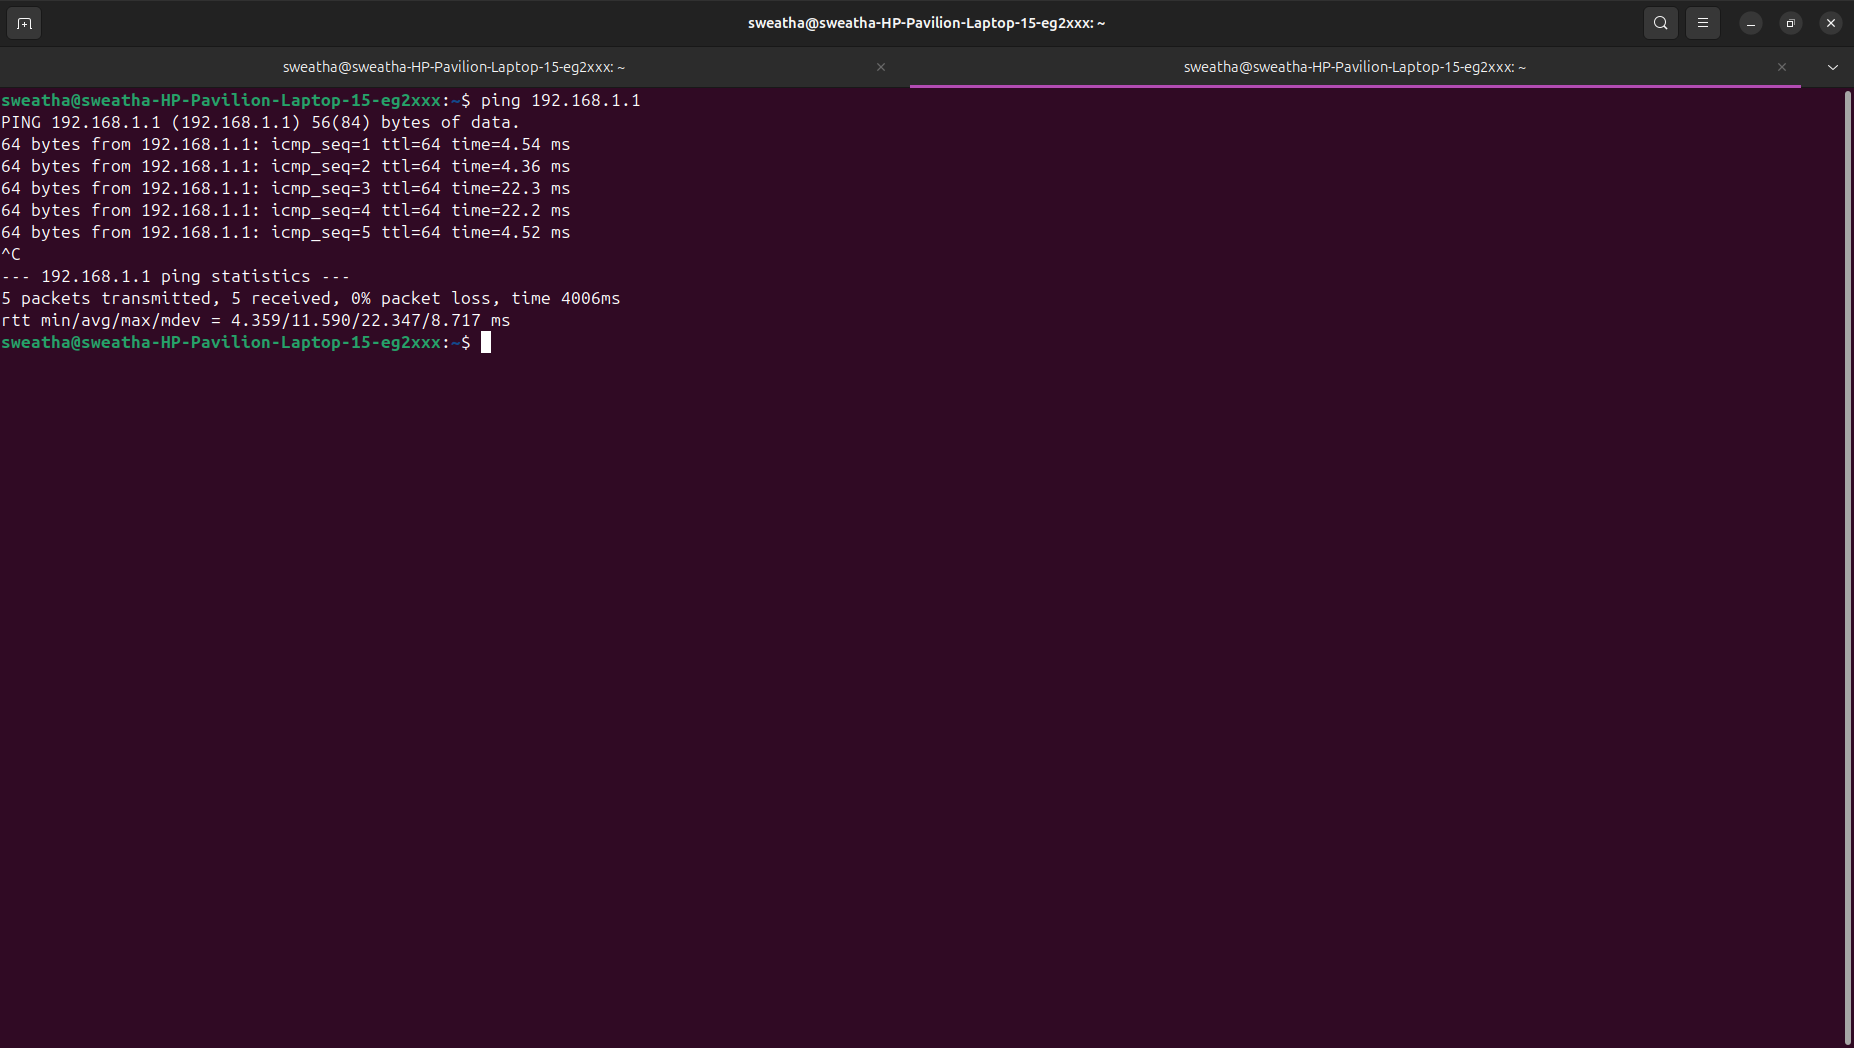 sweatha@sweatha-HP-Pavilion-Laptop-15-eg2xxx: ~
sweatha@sweatha-HP-Pavilion-Laptop-15-eg2xxx: ~
sweatha@sweatha-HP-Pavilion-Laptop-15-eg2xxx: ~
sweatha@sweatha-HP-Pavilion-Laptop-15-eg2xxx:~$ ping 192.168.1.1
PING 192.168.1.1 (192.168.1.1) 56(84) bytes of data.
64 bytes from 192.168.1.1: icmp_seq=1 ttl=64 time=4.54 ms
64 bytes from 192.168.1.1: icmp_seq=2 ttl=64 time=4.36 ms
64 bytes from 192.168.1.1: icmp_seq=3 ttl=64 time=22.3 ms
64 bytes from 192.168.1.1: icmp_seq=4 ttl=64 time=22.2 ms
64 bytes from 192.168.1.1: icmp_seq=5 ttl=64 time=4.52 ms
^C
--- 192.168.1.1 ping statistics ---
5 packets transmitted, 5 received, 0% packet loss, time 4006ms
rtt min/avg/max/mdev = 4.359/11.590/22.347/8.717 ms
sweatha@sweatha-HP-Pavilion-Laptop-15-eg2xxx:~$